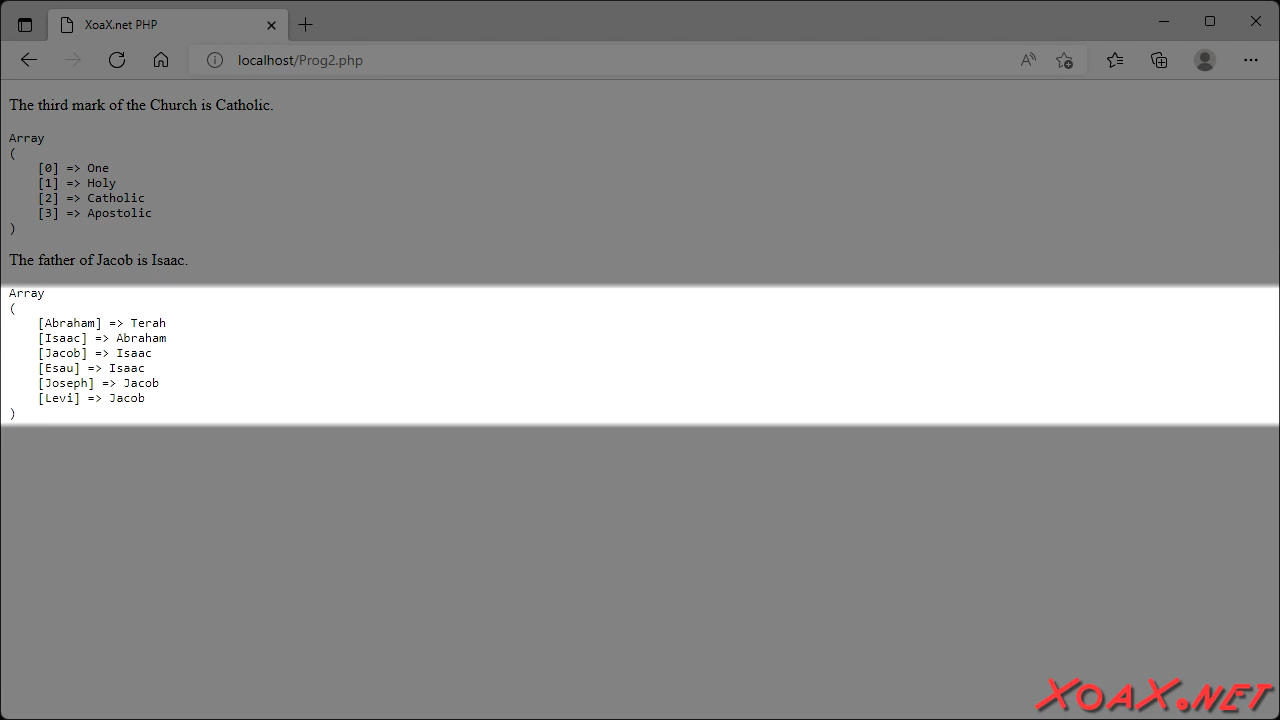 XoaX.net PHP
localhost/Prog2.php
The third mark of the Church is Catholic.
Array
(
    [0] => One
    [1] => Holy
    [2] => Catholic
    [3] => Apostolic
)
The father of Jacob is Isaac.
Array
(
    [Abraham] => Terah
    [Isaac] => Abraham
    [Jacob] => Isaac
    [Esau] => Isaac
    [Joseph] => Jacob
    [Levi] => Jacob
)
XOAX.NET